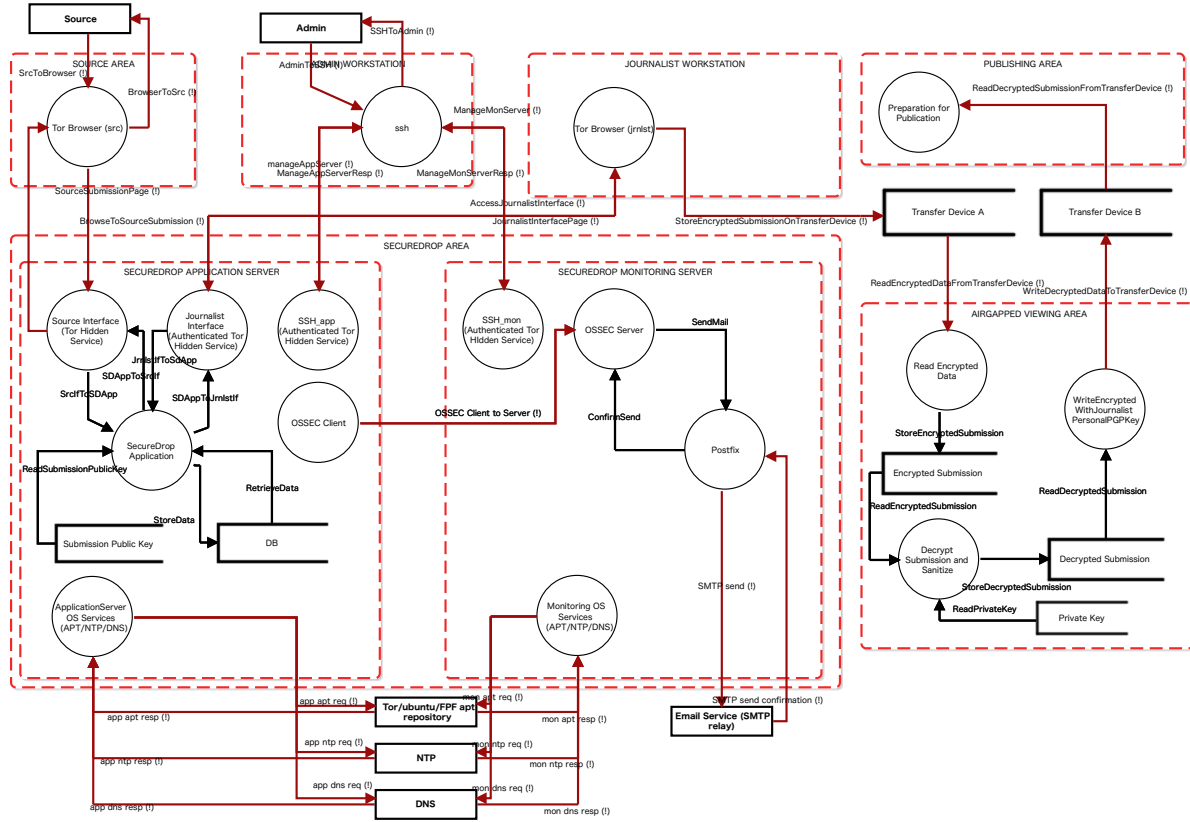 Source
Admin
SSHToAdmin (!)
SOURCE AREA
SrcToBrowser (!)
BrowserToSrc (!)
Tor Browser (src)
ADMIN WORKSTATION
AdminToSSH (!)
ssh
ManageMonServer (!)
manageAppServer (!)
ManageAppServerResp (!)
ManageMonServerResp (!)
JOURNALIST WORKSTATION
Tor Browser (jrnlst)
PUBLISHING AREA
ReadDecryptedSubmissionFromTransferDevice (!)
Preparation for
Publication
SourceSubmissionPage (!)
BrowseToSourceSubmission (!)
AccessJournalistInterface (!)
JournalistInterfacePage (!)
StoreEncryptedSubmissionOnTransferDevice (!)
Transfer Device A
Transfer Device B
SECUREDROP AREA
SECUREDROP APPLICATION SERVER
SECUREDROP MONITORING SERVER
ReadEncryptedDataFromTransferDevice (!)
WriteDecryptedDataToTransferDevice (!)
AIRGAPPED VIEWING AREA
Source Interface
(Tor Hidden
Service)
Journalist
Interface
(Authenticated Tor
Hidden Service)
SSH_app
(Authenticated Tor
Hidden Service)
SSH_mon
(Authenticated Tor
HIdden Service)
OSSEC Server
SendMail
JrnlstIfToSdApp
SDAppToSrcIf
SrcIfToSDApp
SDAppToJrnlstIf
OSSEC Client
OSSEC Client to Server (!)
ConfirmSend
Postfix
SecureDrop
Application
ReadSubmissionPublicKey
RetrieveData
StoreData
Submission Public Key
DB
Read Encrypted
Data
WriteEncrypted
WithJournalist
PersonalPGPKey
StoreEncryptedSubmission
Encrypted Submission
ReadEncryptedSubmission
ReadDecryptedSubmission
Decrypt
Submission and
Sanitize
Decrypted Submission
StoreDecryptedSubmission
ReadPrivateKey
Private Key
ApplicationServer
OS Services
(APT/NTP/DNS)
Monitoring OS
Services
(APT/NTP/DNS)
SMTP send (!)
SMTP send confirmation (!)
Email Service (SMTP
relay)
app apt req (!)
mon apt req (!)
Tor/ubuntu/FPF apt
repository
app apt resp (!)
mon apt resp (!)
app ntp req (!)
mon ntp req (!)
NTP
app ntp resp (!)
mon ntp resp (!)
app dns req (!)
mon dns req (!)
DNS
app dns resp (!)
mon dns resp (!)